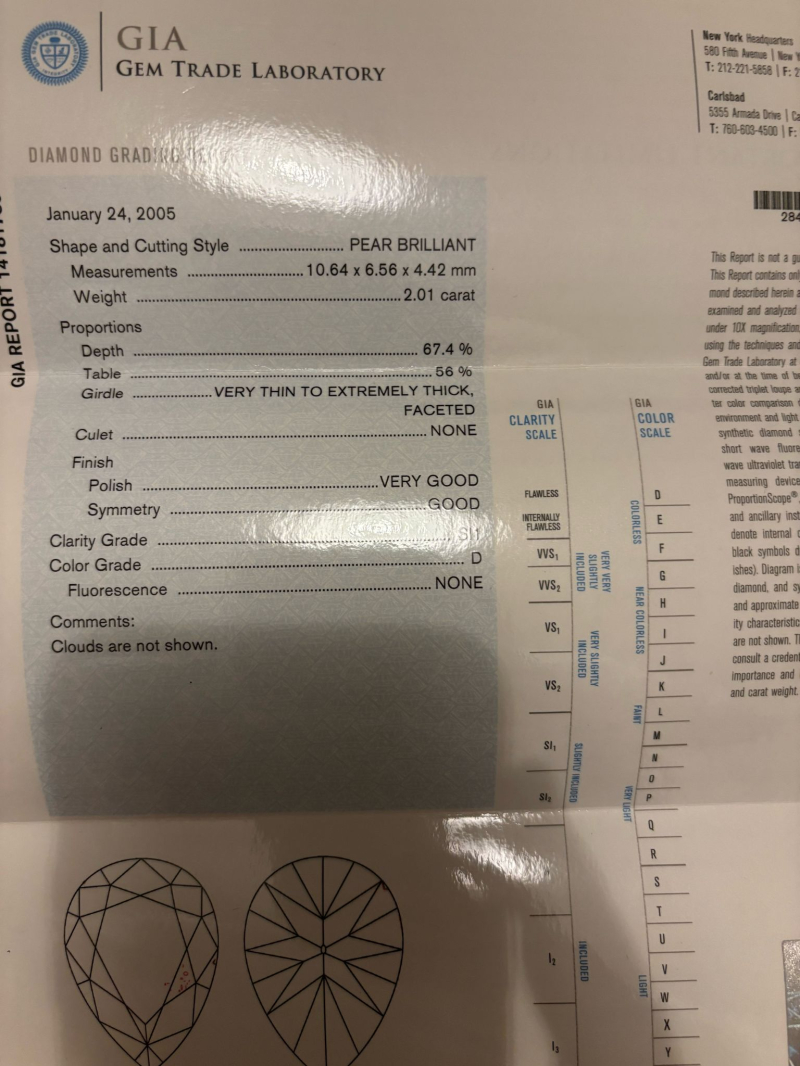 GIA
GEM TRADE LABORATORY
New York Headquarters
580 Fifth Avenue | New Y
T: 212-221-5858 | F: 2
Carlsbad
5355 Armada Drive | Ca
T: 760-603-4500 | F:
DIAMOND GRADING
GIA REPORT
284
January 24, 2005
Shape and Cutting Style ........................ PEAR BRILLIANT
Measurements ........................ 10.64 x 6.56 x 4.42 mm
Weight ........................ 2.01 carat
Proportions
Depth ........................ 67.4 %
Table ........................ 56 %
Girdle ........................ VERY THIN TO EXTREMELY THICK,
FACETED
Culet ........................ NONE
Finish
Polish ........................ VERY GOOD
Symmetry ........................ GOOD
Clarity Grade ........................
Color Grade ........................ D
Fluorescence ........................ NONE
Comments:
Clouds are not shown.
This Report is not a gu
This Report contains onl
mond described herein a
examined and analyzed
under 10X magnification,
using the techniques and
Gem Trade Laboratory at
and/or at the time of be
corrected triplet loupe a
ter color comparison
environment and light
synthetic diamond
short wave fluore
wave ultraviolet tra
measuring device
ProportionScope®,
and ancillary inst
denote internal c
black symbols d
ishes). Diagram i
diamond, and sy
and approximate
ity characteristic
are not shown. T
consult a credent
importance and
and carat weight.
GIA
CLARITY
SCALE
FLAWLESS
INTERNALLY
FLAWLESS
VVS1
VVS2
VS1
VS2
SI1
SI2
I2
I3
VERY VERY
SLIGHTLY
INCLUDED
VERY SLIGHTLY
INCLUDED
SLIGHTLY INCLUDED
INCLUDED
GIA
COLOR
SCALE
D
E
F
G
H
I
J
K
L
M
N
O
P
Q
R
S
T
U
V
W
X
Y
COLORLESS
NEAR COLORLESS
FAINT
VERY LIGHT
LIGHT